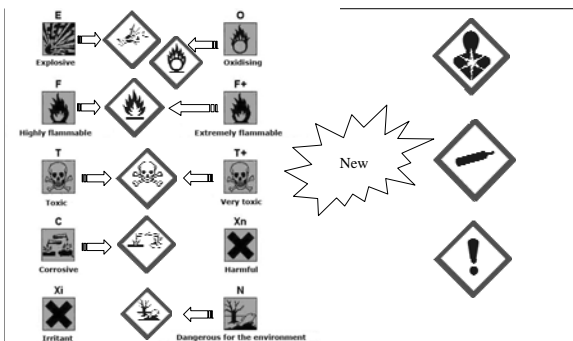 E
Explosive
O
Oxidising
F
Highly flammable
F+
Extremely flammable
T
Toxic
T+
Very toxic
C
Corrosive
Xn
Harmful
Xi
Irritant
N
Dangerous for the environment
New